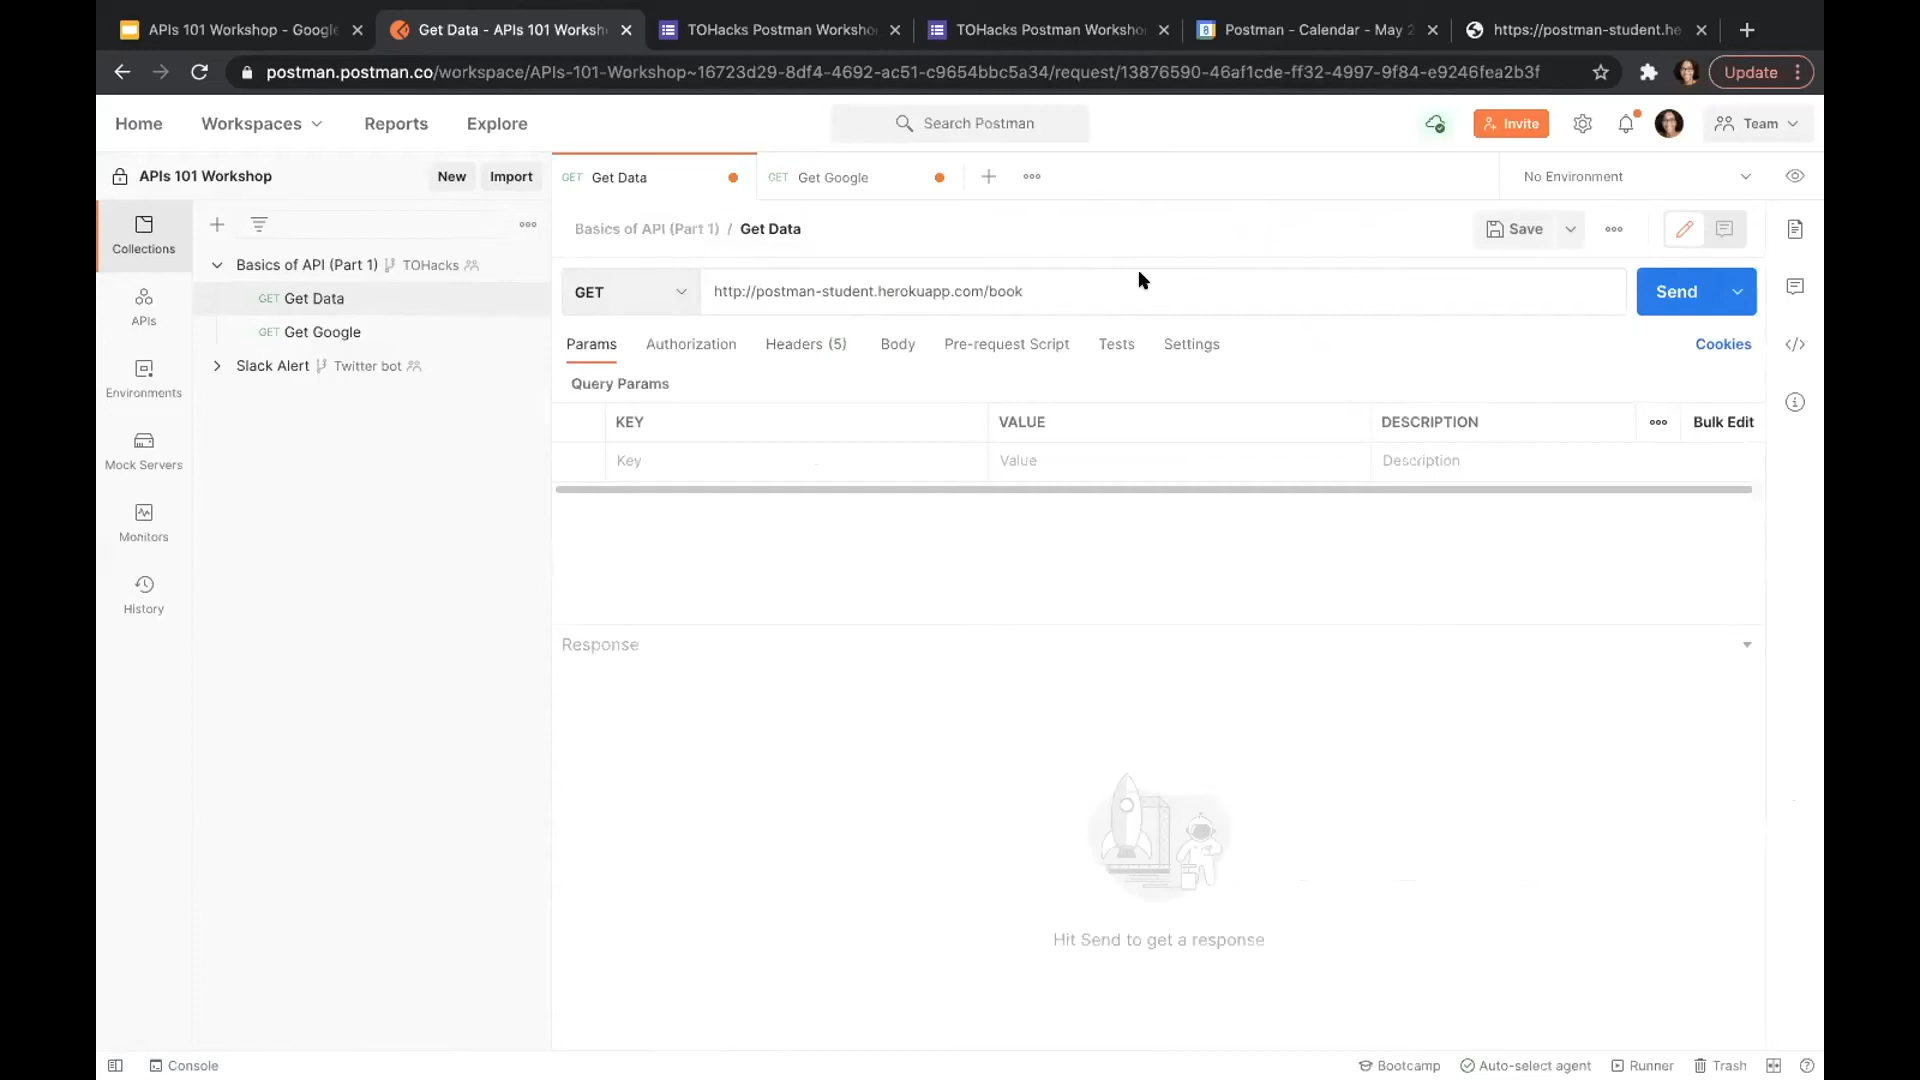 APIs 101 Workshop - Google
Get Data - APIs 101 Worksh
TOHacks Postman Worksho
TOHacks Postman Worksho
Postman - Calendar - May 2
https://postman-student.he
postman.postman.co/workspace/APIs-101-Workshop~16723d29-8df4-4692-ac51-c9654bbc5a34/request/13876590-46af1cde-ff32-4997-9f84-e9246fea2b3f
Update
Home
Workspaces
Reports
Explore
Search Postman
Invite
Team
APIs 101 Workshop
New
Import
GET Get Data
GET Get Google
No Environment
Collections
APIs
Environments
Mock Servers
Monitors
History
Basics of API (Part 1) TOHacks
GET Get Data
GET Get Google
Slack Alert Twitter bot
Basics of API (Part 1) / Get Data
Save
GET
http://postman-student.herokuapp.com/book
Send
Params Authorization Headers (5) Body Pre-request Script Tests Settings
Cookies
Query Params
KEY VALUE DESCRIPTION
Bulk Edit
Key Value Description
Response
Hit Send to get a response
Console
Bootcamp
Auto-select agent
Runner
Trash